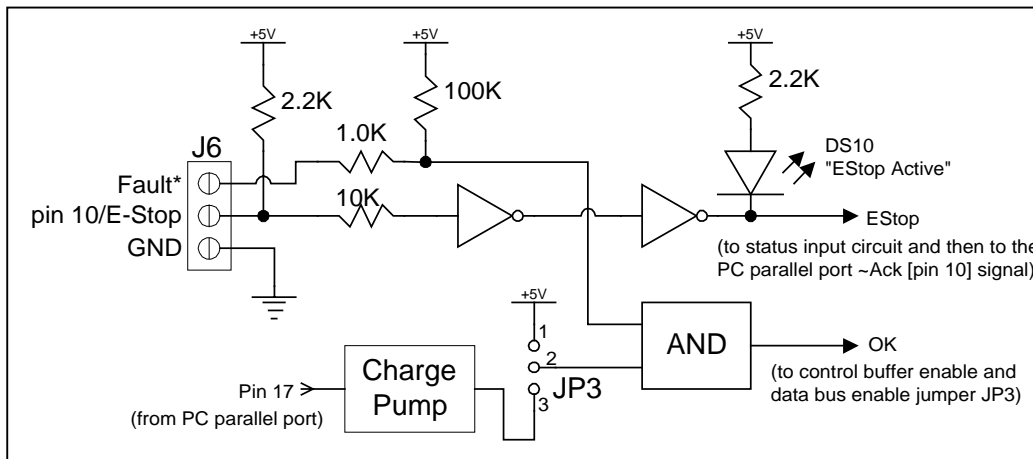 +5V
+5V
+5V
2.2K
100K
2.2K
J6
1.0K
DS10
"EStop Active"
Fault*
10K
pin 10/E-Stop
EStop
GND
(to status input circuit and then to the
PC parallel port ~Ack [pin 10] signal)
+5V
1
2
3
JP3
AND
OK
(to control buffer enable and
data bus enable jumper JP3)
Charge
Pump
Pin 17
(from PC parallel port)